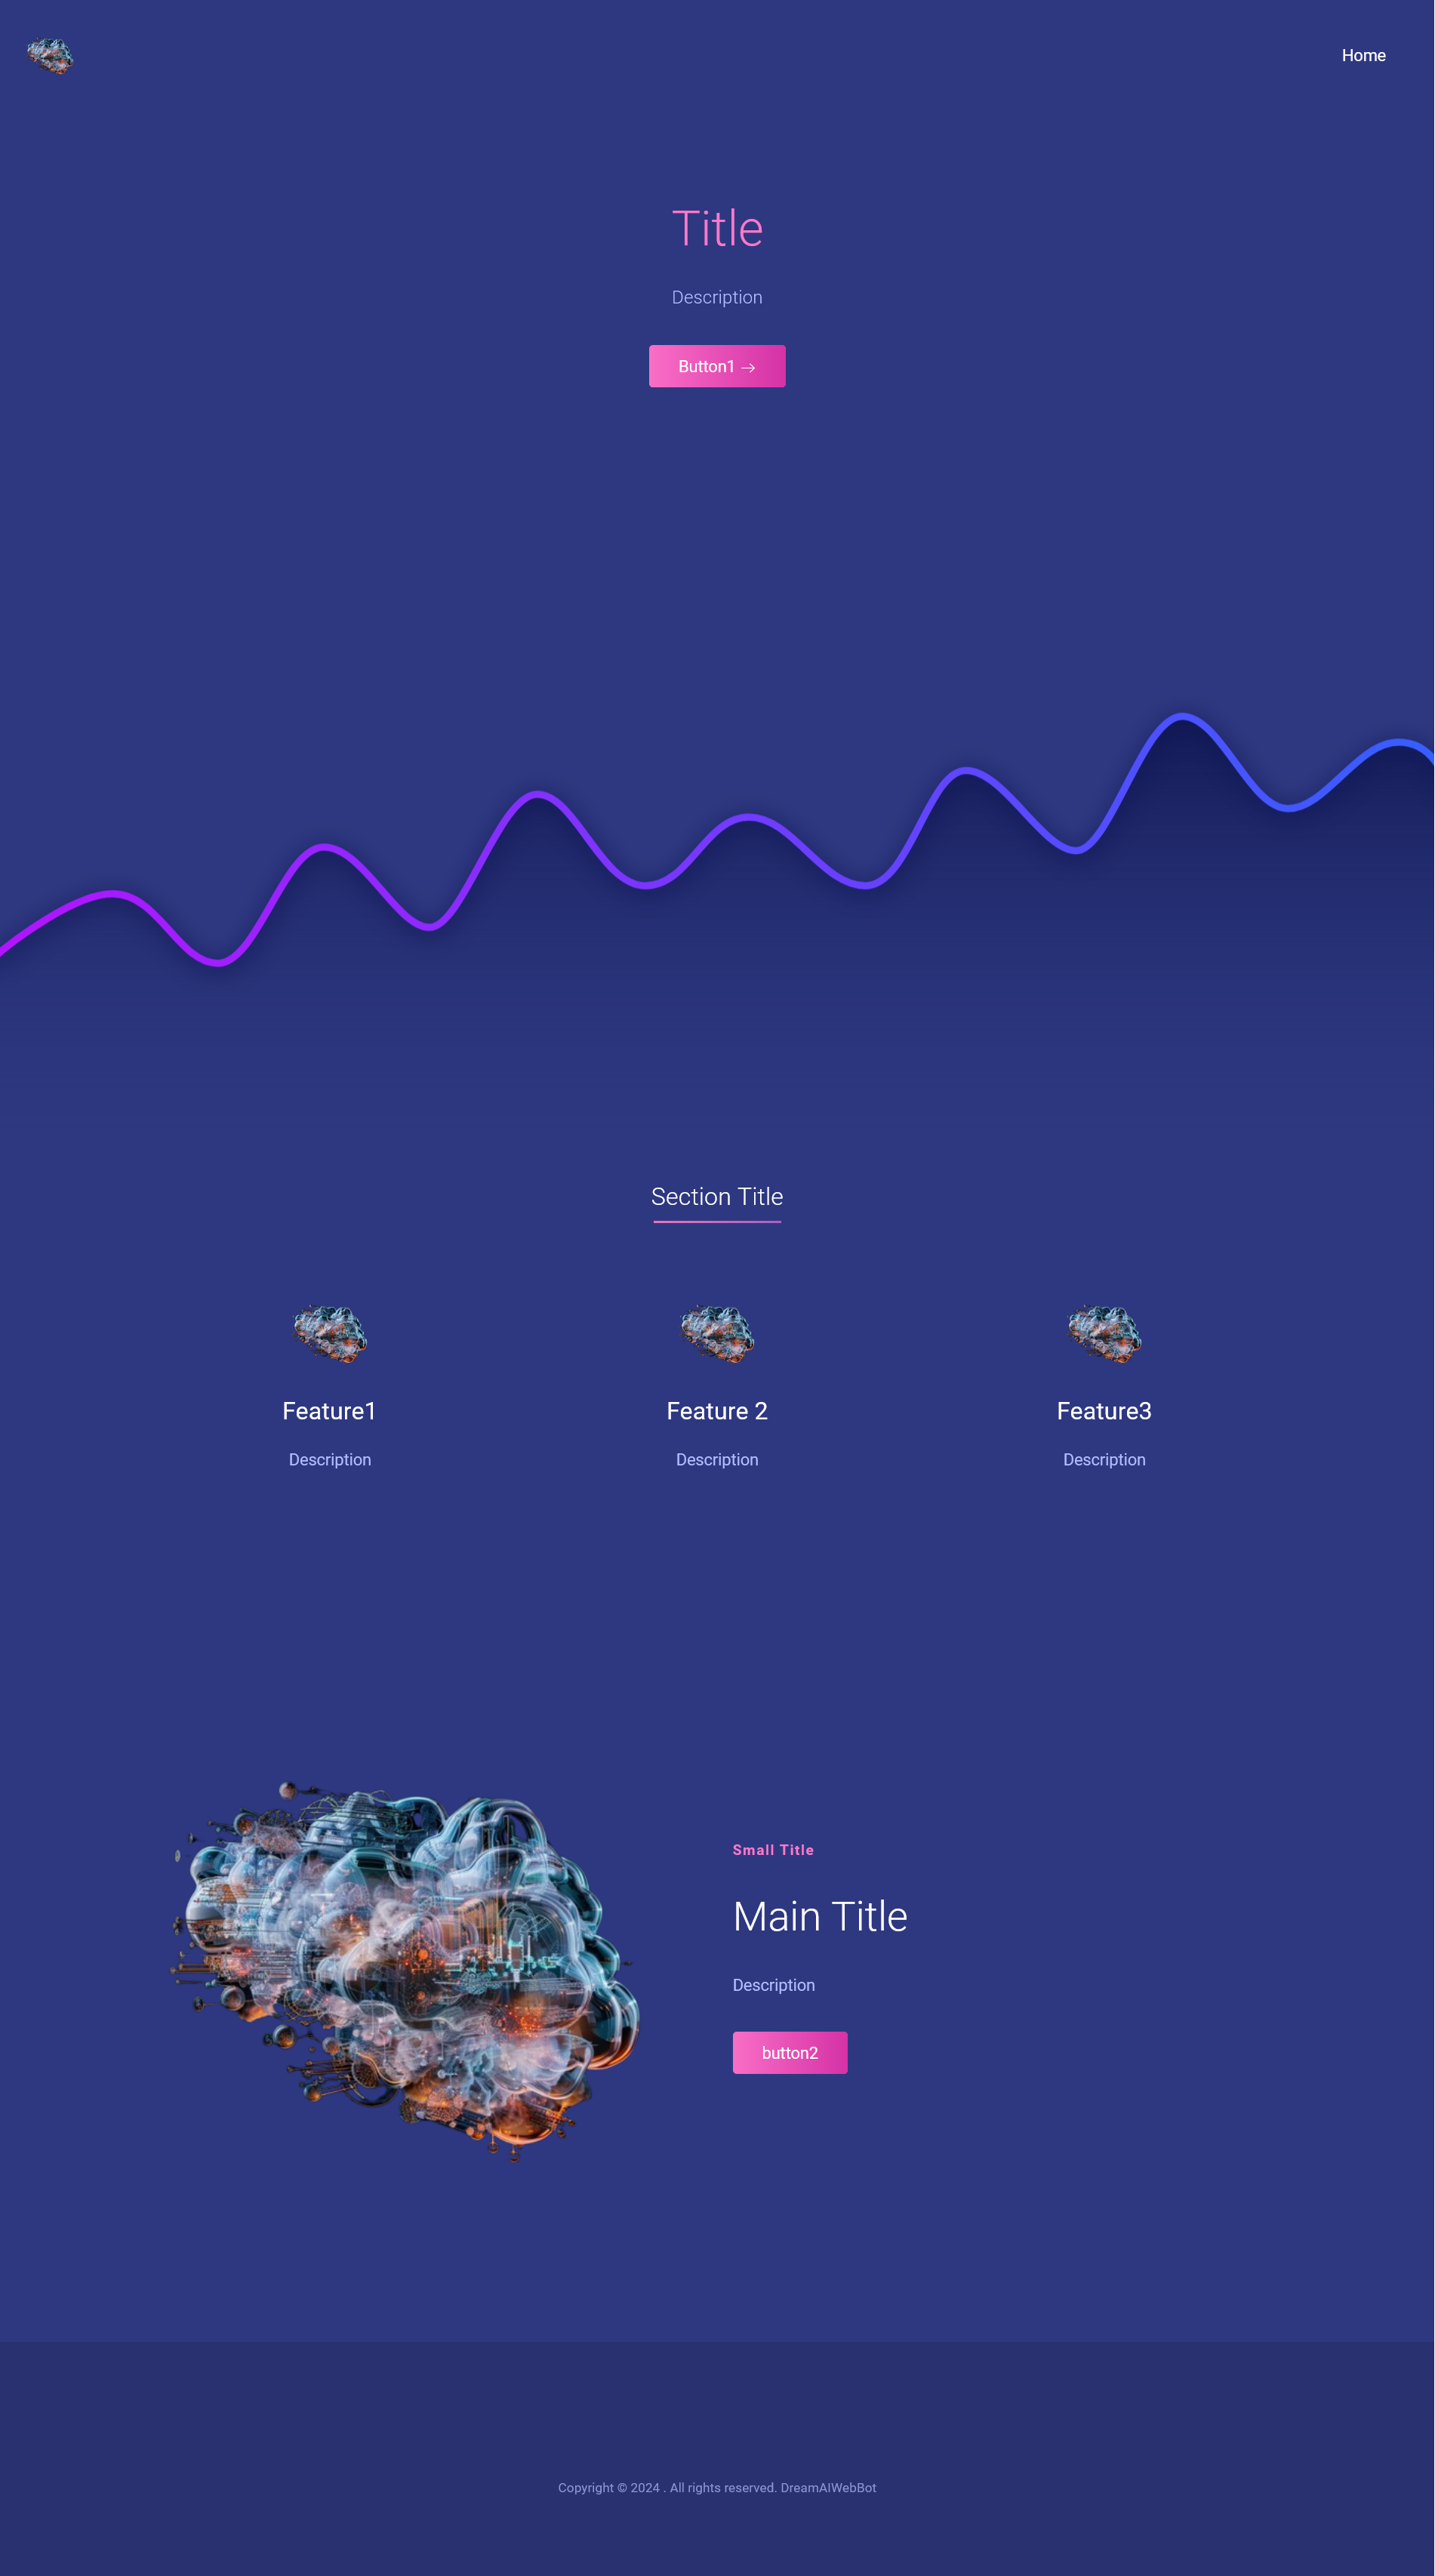 Home
Title
Description
Button1 →
Section Title
Feature1
Feature 2
Feature3
Description
Description
Description
Small Title
Main Title
Description
button2
Copyright © 2024 . All rights reserved. DreamAIWebBot